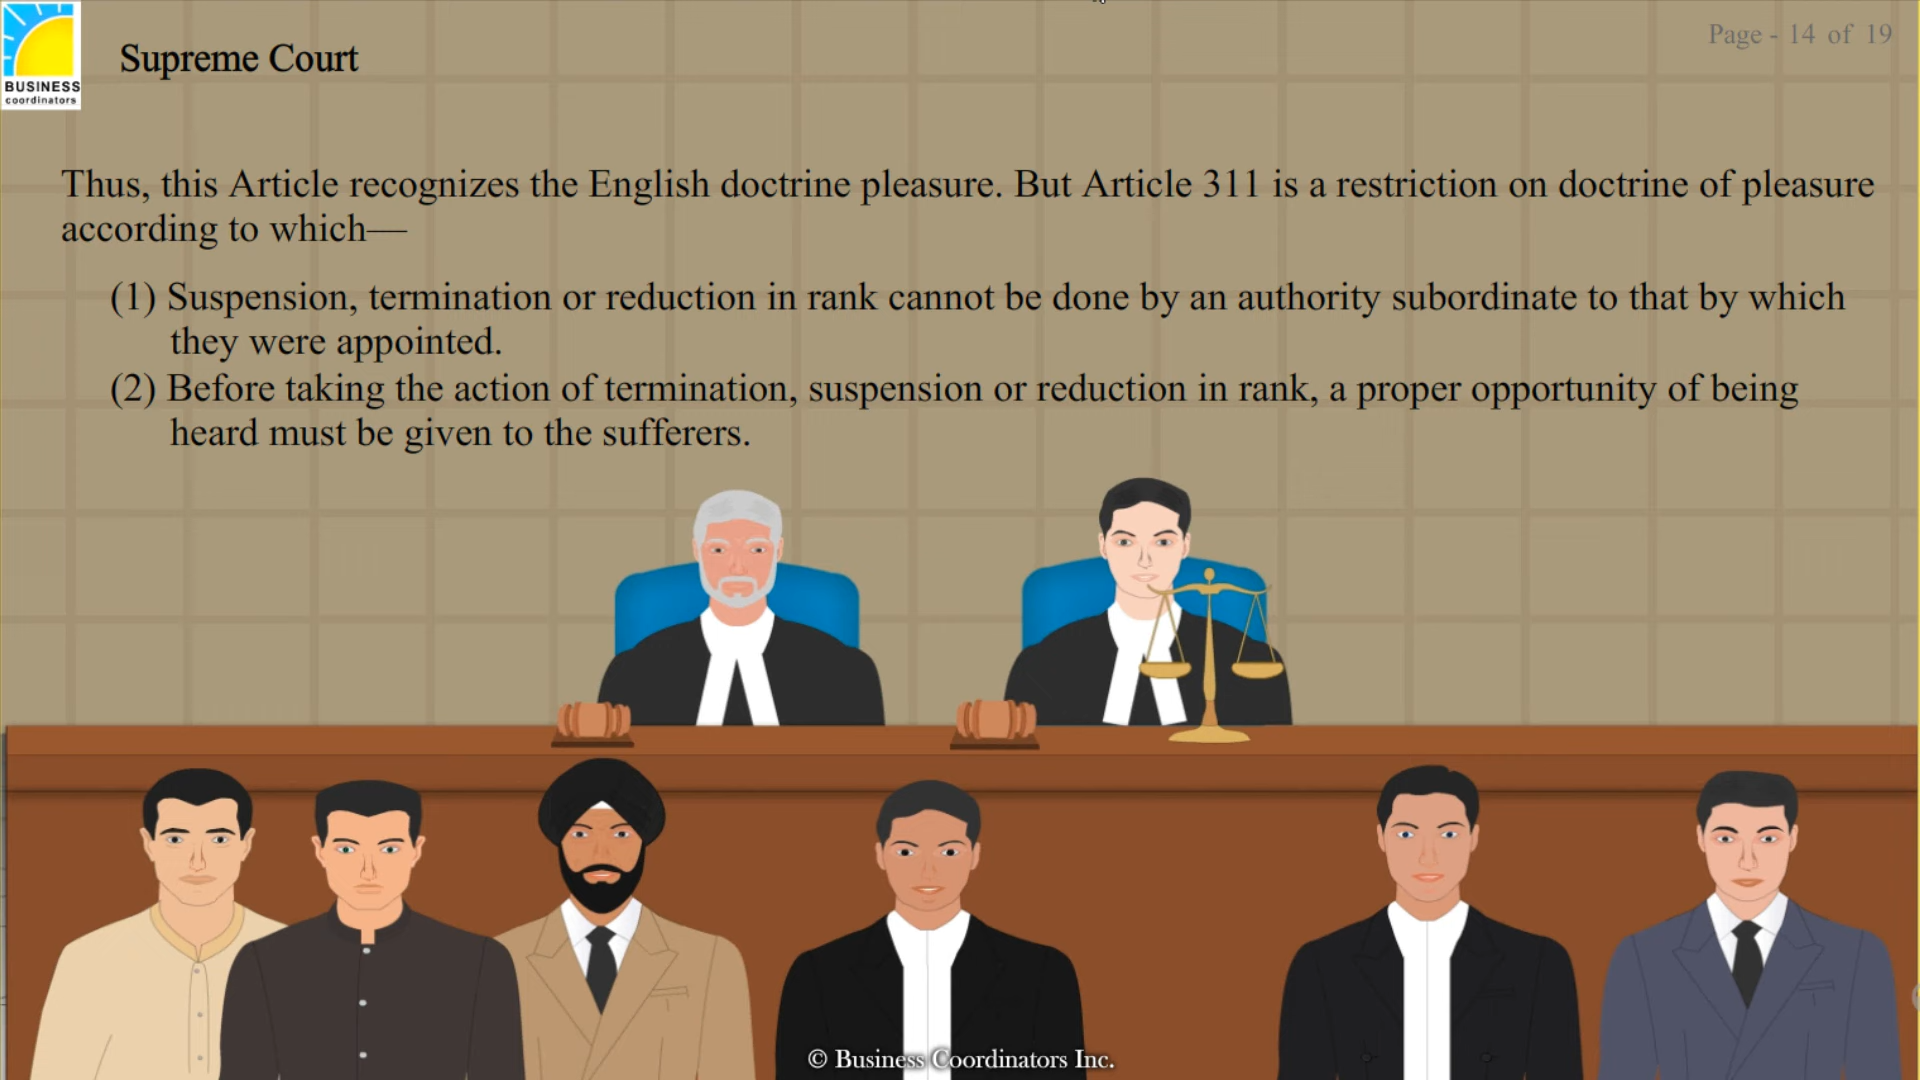 BUSINESS
coordinators
Supreme Court
Page - 14 of 19
Thus, this Article recognizes the English doctrine pleasure. But Article 311 is a restriction on doctrine of pleasure
according to which—
(1) Suspension, termination or reduction in rank cannot be done by an authority subordinate to that by which
they were appointed.
(2) Before taking the action of termination, suspension or reduction in rank, a proper opportunity of being
heard must be given to the sufferers.
© Business Coordinators Inc.